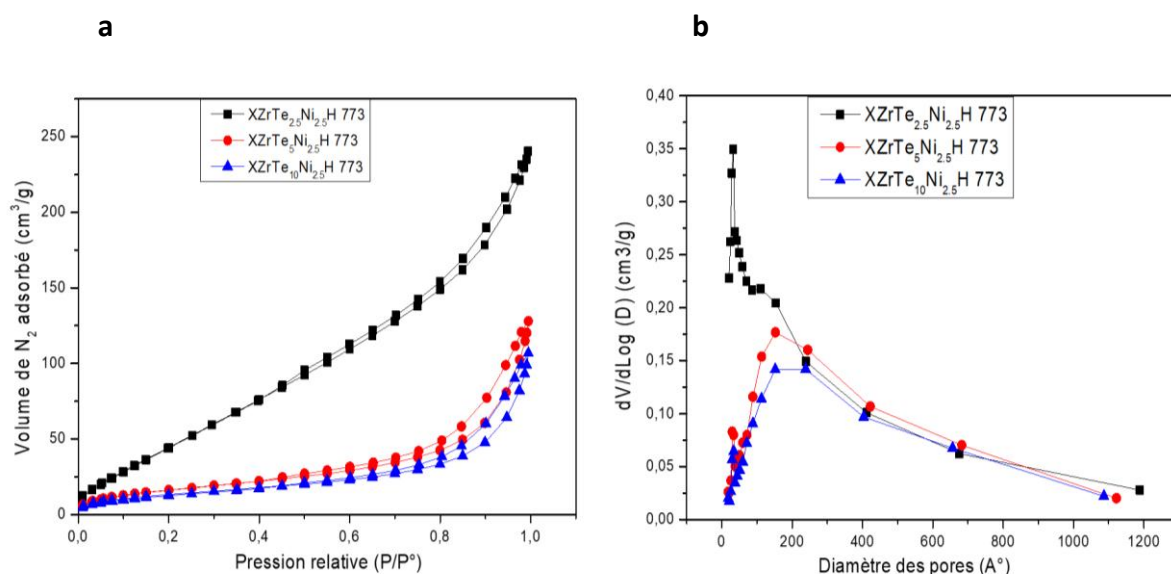 a
b
XZrTe2.5Ni2.5H 773
XZrTe5Ni2.5H 773
XZrTe10Ni2.5H 773
Volume de N2 adsorbé (cm3/g)
250
200
150
100
50
0
0,0 0,2 0,4 0,6 0,8 1,0
Pression relative (P/P°)
XZrTe2.5Ni2.5H 773
XZrTe5Ni2.5H 773
XZrTe10Ni2.5H 773
dV/dLog (D) (cm3/g)
0,40
0,35
0,30
0,25
0,20
0,15
0,10
0,05
0,00
0 200 400 600 800 1000 1200
Diamètre des pores (A°)